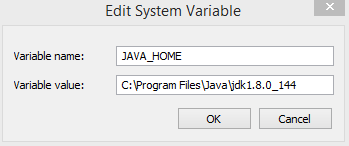 Edit System Variable
Variable name: JAVA_HOME
Variable value: C:\Program Files\Java\jdk1.8.0_144
OK Cancel